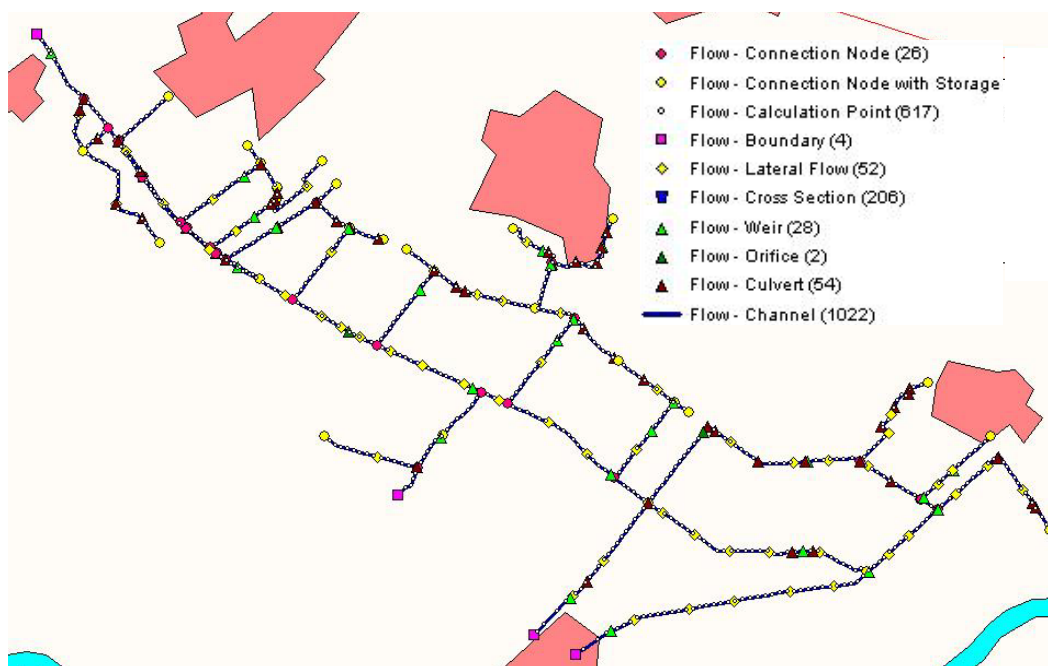 Flow - Connection Node (26)
Flow - Connection Node with Storage
Flow - Calculation Point (617)
Flow - Boundary (4)
Flow - Lateral Flow (52)
Flow - Cross Section (206)
Flow - Weir (28)
Flow - Orifice (2)
Flow - Culvert (54)
Flow - Channel (1022)